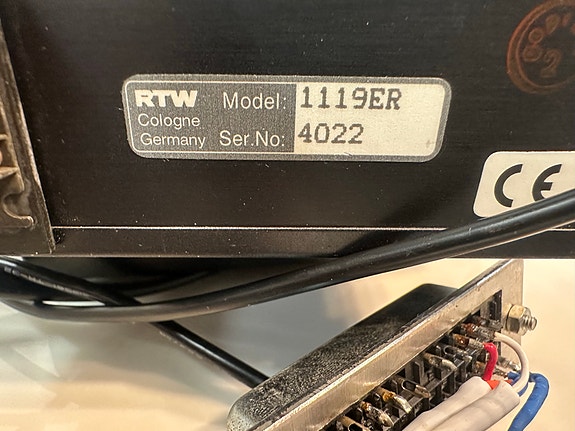 RTW Model: 1119ER
Cologne
Germany Ser.No: 4022
CE